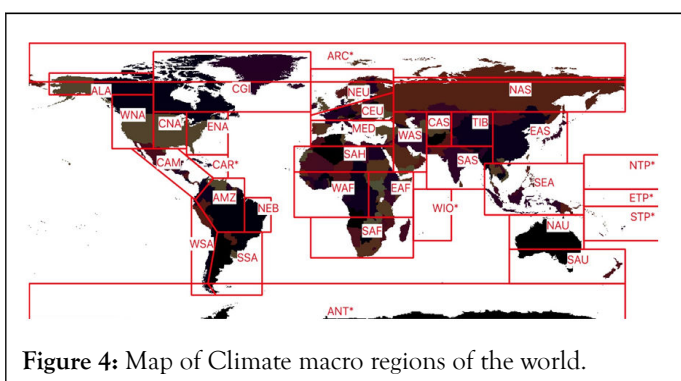 ARC*
ALA
CGI
NEU
NAS
WNA
CNA
ENA
CEU
MED
WAS
CAS
TIB
EAS
CAM
CAR*
SAH
SAS
NTP*
AMZ
NEB
WAF
EAF
WIO*
SEA
ETP*
STP*
WSA
SSA
SAF
NAU
SAU
ANT*
Figure 4: Map of Climate macro regions of the world.